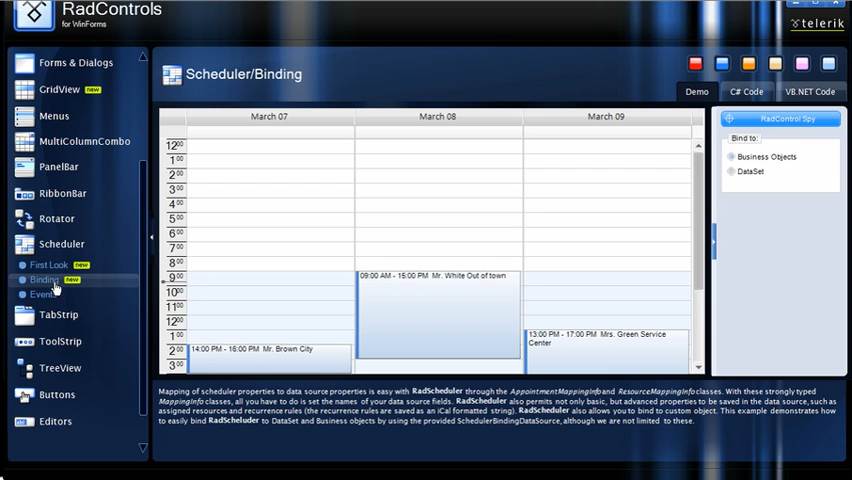 RadControls
for WinForms
telerik
Forms & Dialogs
GridView new
Menus
MultiColumnCombo
PanelBar
RibbonBar
Rotator
Scheduler
First Look new
Binding new
Events
TabStrip
ToolStrip
TreeView
Buttons
Editors
Scheduler/Binding
Demo
C# Code
VB.NET Code
March 07
March 08
March 09
12 00
1 00
2 00
3 00
4 00
5 00
6 00
7 00
8 00
9 00
10 00
11 00
12 00
1 00
2 00
3 00
09:00 AM - 15:00 PM Mr. White Out of town
13:00 PM - 17:00 PM Mrs. Green Service
Center
14:00 PM - 16:00 PM Mr. Brown City
RadControl Spy
Bind to:
Business Objects
DataSet
Mapping of scheduler properties to data source properties is easy with RadScheduler through the AppointmentMappingInfo and ResourceMappingInfo classes. With these strongly typed
MappingInfo classes, all you have to do is set the names of your data source fields. RadScheduler also permits not only basic, but advanced properties to be saved in the data source, such as
assigned resources and recurrence rules (the recurrence rules are saved as an iCal formatted string). RadScheduler also allows you to bind to custom object. This example demonstrates how
to easily bind RadScheluder to DataSet and Business objects by using the provided SchedulerBindingDataSource, although we are not limited to these.